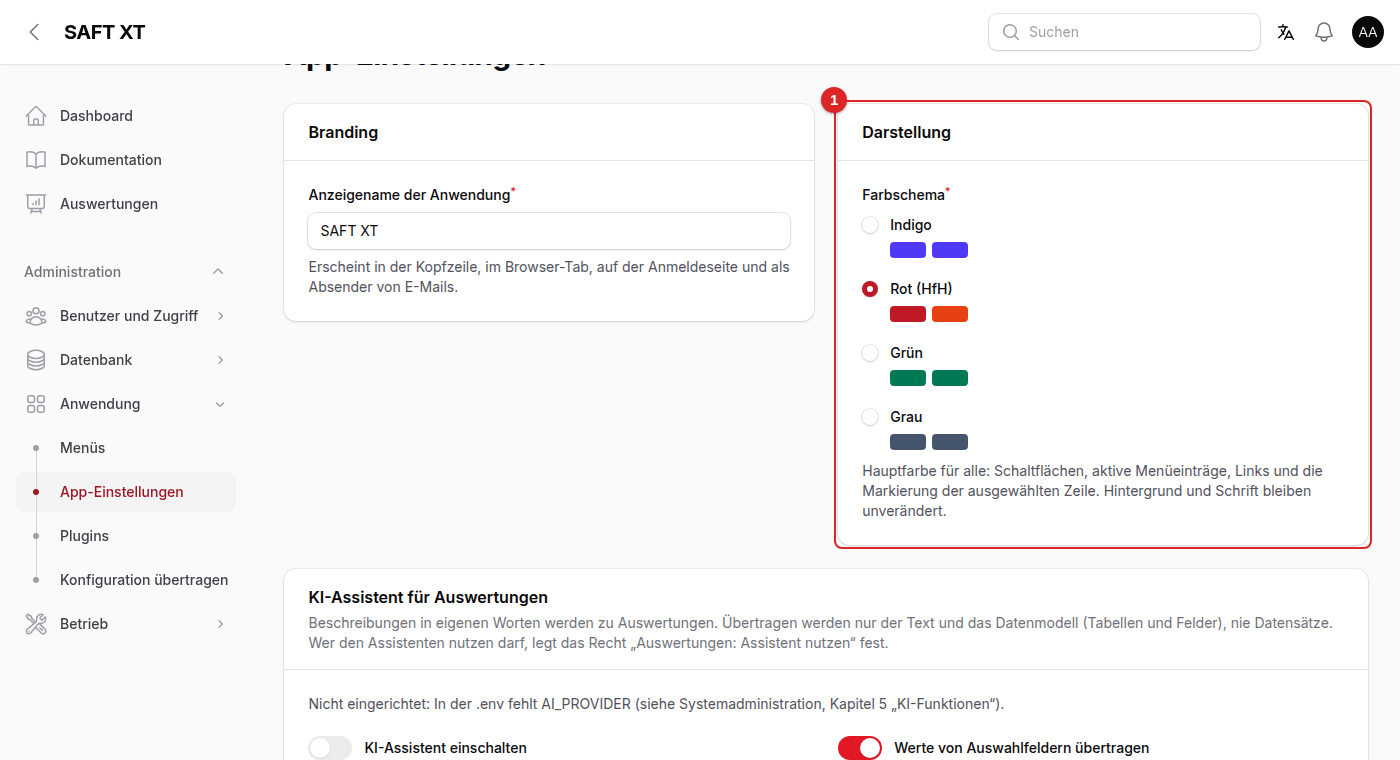 SAFT XT
Suchen
AA
App-Einstellungen
Dashboard
Dokumentation
Auswertungen
Administration
Benutzer und Zugriff
Datenbank
Anwendung
Menüs
App-Einstellungen
Plugins
Konfiguration übertragen
Betrieb
Branding
Anzeigename der Anwendung*
SAFT XT
Erscheint in der Kopfzeile, im Browser-Tab, auf der Anmeldeseite und als
Absender von E-Mails.
1
Darstellung
Farbschema*
Indigo
Rot (HfH)
Grün
Grau
Hauptfarbe für alle: Schaltflächen, aktive Menüeinträge, Links und die
Markierung der ausgewählten Zeile. Hintergrund und Schrift bleiben
unverändert.
KI-Assistent für Auswertungen
Beschreibungen in eigenen Worten werden zu Auswertungen. Übertragen werden nur der Text und das Datenmodell (Tabellen und Felder), nie Datensätze.
Wer den Assistenten nutzen darf, legt das Recht „Auswertungen: Assistent nutzen“ fest.
Nicht eingerichtet: In der .env fehlt AI_PROVIDER (siehe Systemadministration, Kapitel 5 „KI-Funktionen“).
KI-Assistent einschalten
Werte von Auswahlfeldern übertragen